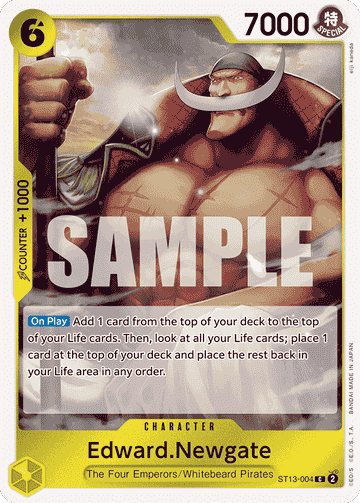 6
7000
特
SPECIAL
eiji kaneda
COUNTER +1000
SAMPLE
On Play Add 1 card from the top of your deck to the top
of your Life cards. Then, look at all your Life cards; place 1
card at the top of your deck and place the rest back in
your Life area in any order.
CHARACTER
Edward.Newgate
The Four Emperors/Whitebeard Pirates
ST13-004 C 2
©E.O/S. ©E.O./S., T.A. BANDAI MADE IN JAPAN